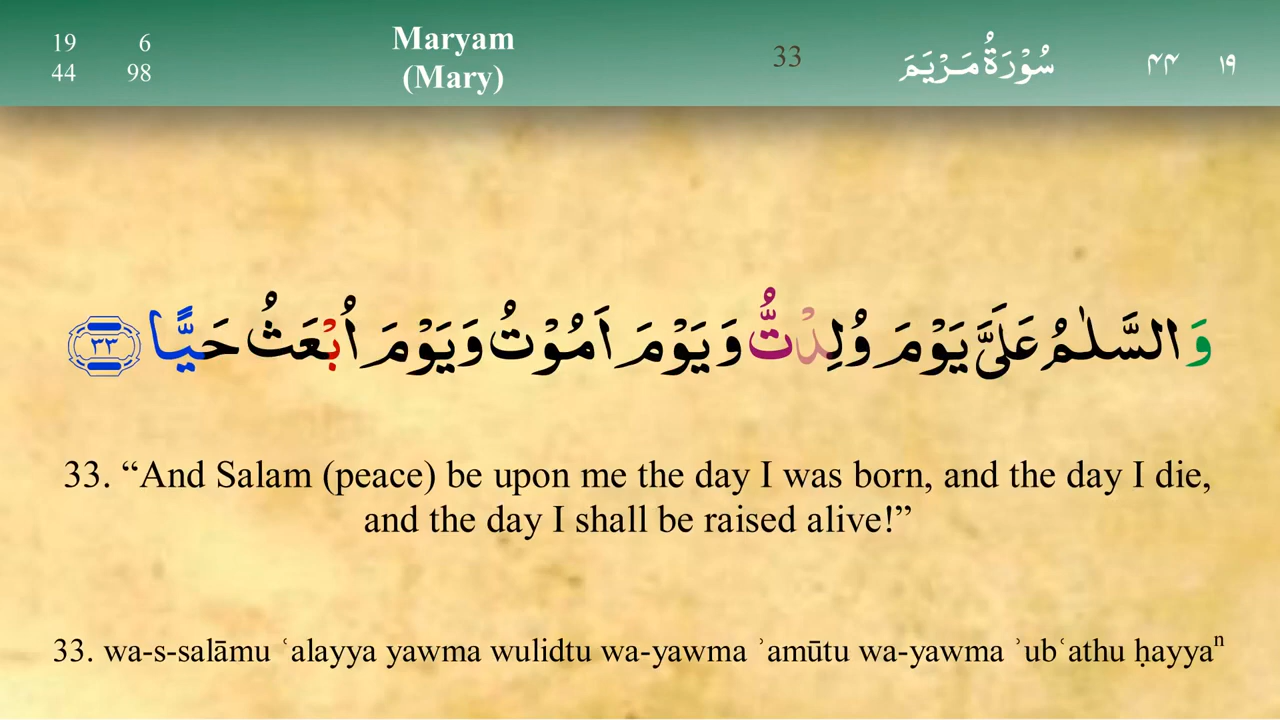 19 6 Maryam 33 سُوْرَةُ مَرْيَمَ ۴۴ ۱۹
44 98 (Mary)
وَالسَّلٰمُ عَلَيَّ يَوْمَ وُلِدْتُّ وَيَوْمَ اَمُوْتُ وَيَوْمَ اُبْعَثُ حَيًّا ۝٣٣
33. “And Salam (peace) be upon me the day I was born, and the day I die,
and the day I shall be raised alive!”
33. wa-s-salāmu ʿalayya yawma wulidtu wa-yawma ʾamūtu wa-yawma ʾubʿathu ḥayyaⁿ